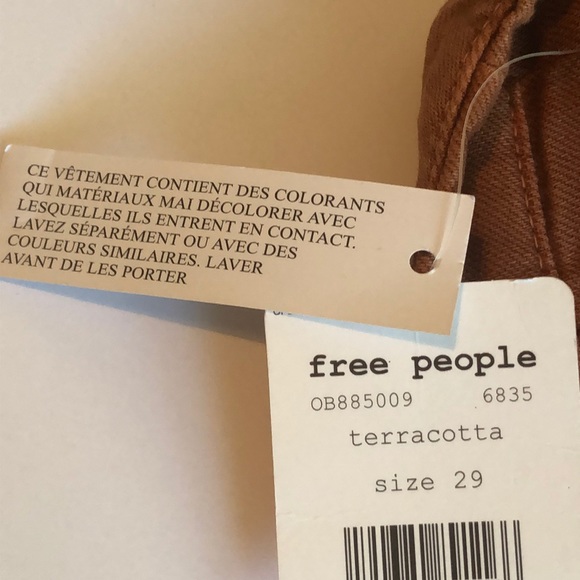 CE VÊTEMENT CONTIENT DES COLORANTS
QUI MATÉRIAUX MAI DÉCOLORER AVEC
LESQUELLES ILS ENTRENT EN CONTACT.
LAVEZ SÉPARÉMENT OU AVEC DES
COULEURS SIMILAIRES. LAVER
AVANT DE LES PORTER
free people
OB885009 6835
terracotta
size 29